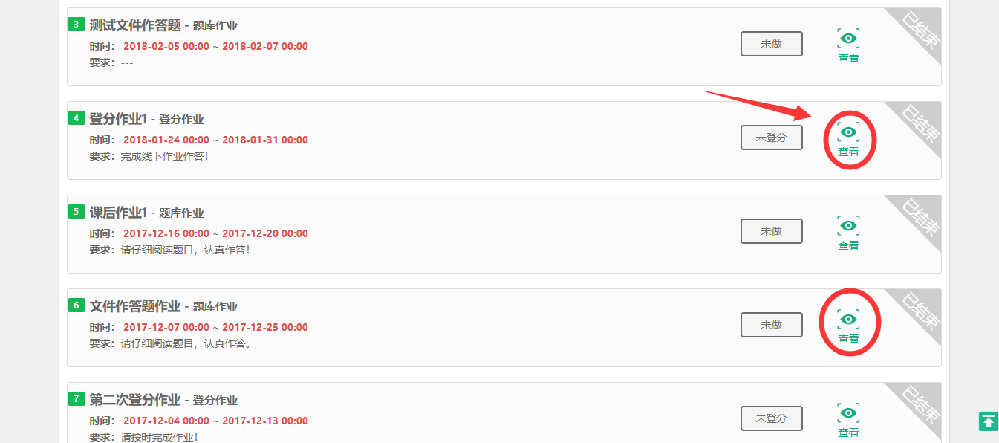 3 测试文件作答题 - 题库作业
时间： 2018-02-05 00:00 ~ 2018-02-07 00:00
要求：---
未做
查看
已结束
4 登分作业1 - 登分作业
时间： 2018-01-24 00:00 ~ 2018-01-31 00:00
要求：完成线下作业作答！
未登分
查看
已结束
5 课后作业1 - 题库作业
时间： 2017-12-16 00:00 ~ 2017-12-20 00:00
要求：请仔细阅读题目，认真作答！
未做
查看
已结束
6 文件作答题作业 - 题库作业
时间： 2017-12-07 00:00 ~ 2017-12-25 00:00
要求：请仔细阅读题目，认真作答。
未做
查看
已结束
7 第二次登分作业 - 登分作业
时间： 2017-12-04 00:00 ~ 2017-12-13 00:00
要求：请按时完成作业！
未登分
查看
已结束